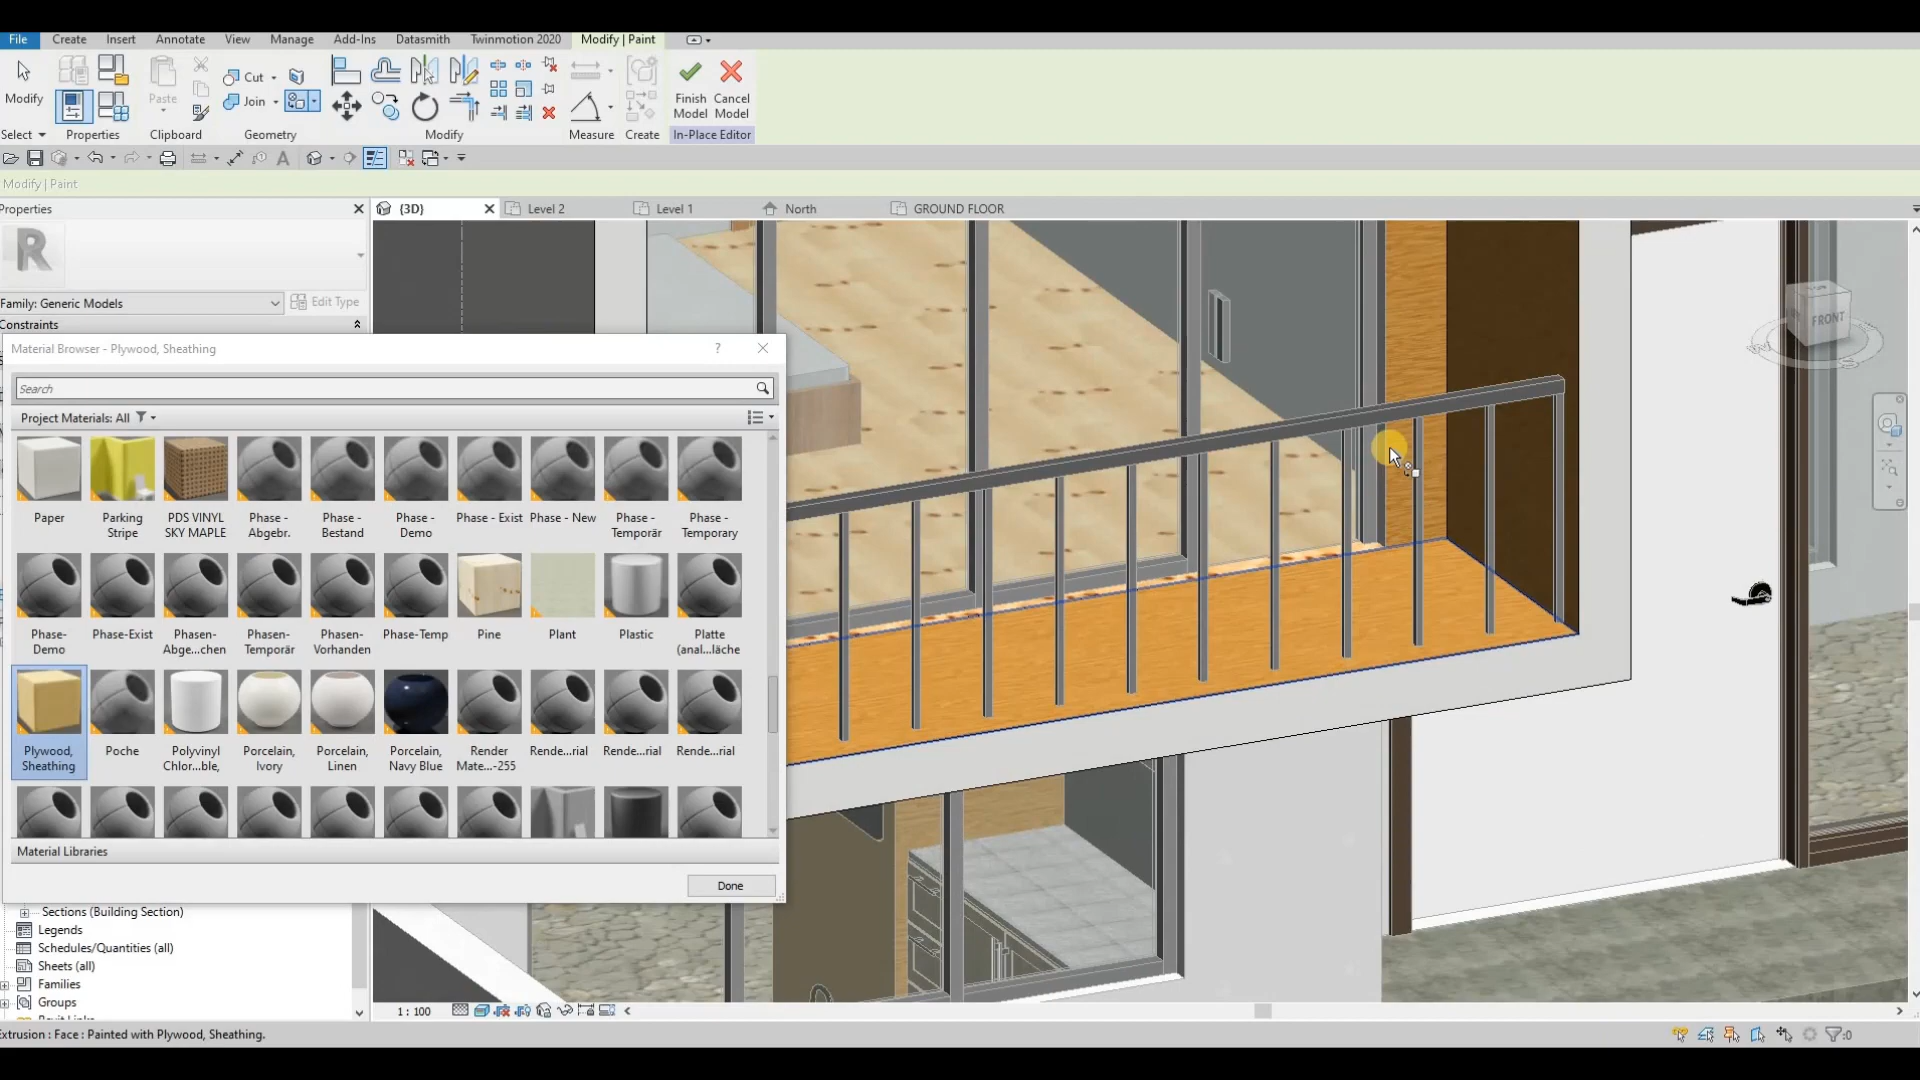 File Create Insert Annotate View Manage Add-Ins Datasmith Twinmotion 2020 Modify | Paint
Cut
Join
Modify
Paste
Finish Model
Cancel Model
Select Properties Clipboard Geometry Modify Measure Create In-Place Editor
Modify | Paint
Properties
{3D} Level 2 Level 1 North GROUND FLOOR
R
Family: Generic Models Edit Type
Constraints
TOP
FRONT
Material Browser - Plywood, Sheathing ?
Search
Project Materials: All
Paper
Parking Stripe
PDS VINYL SKY MAPLE
Phase - Abgebr.
Phase - Bestand
Phase - Demo
Phase - Exist
Phase - New
Phase - Temporär
Phase - Temporary
Phase- Demo
Phase-Exist
Phasen- Abge...chen
Phasen- Temporär
Phasen- Vorhanden
Phase-Temp
Pine
Plant
Plastic
Platte (anal...läche
Plywood, Sheathing
Poche
Polyvinyl Chlor...ble,
Porcelain, Ivory
Porcelain, Linen
Porcelain, Navy Blue
Render Mate...-255
Rende...rial
Rende...rial
Rende...rial
Material Libraries
Done
Sections (Building Section)
Legends
Schedules/Quantities (all)
Sheets (all)
Families
Groups
1 : 100
Extrusion : Face : Painted with Plywood, Sheathing.
:0